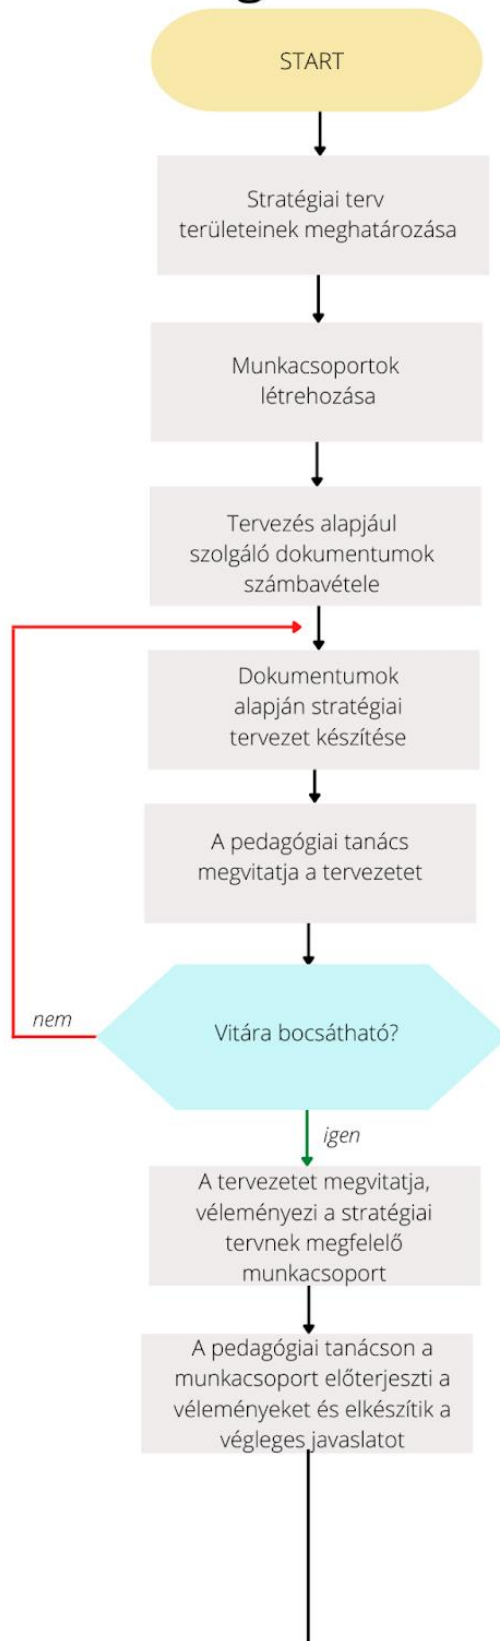 START
Stratégiai terv
területeinek meghatározása
Munkacsoportok
létrehozása
Tervezés alapjául
szolgáló dokumentumok
számbavétele
Dokumentumok
alapján stratégiai
tervezet készítése
A pedagógiai tanács
megvitatja a tervezetet
nem
Vitára bocsátható?
igen
A tervezetet megvitatja,
véleményezi a stratégiai
tervnek megfelelő
munkacsoport
A pedagógiai tanácson a
munkacsoport előterjeszti a
véleményeket és elkészítik a
végleges javaslatot